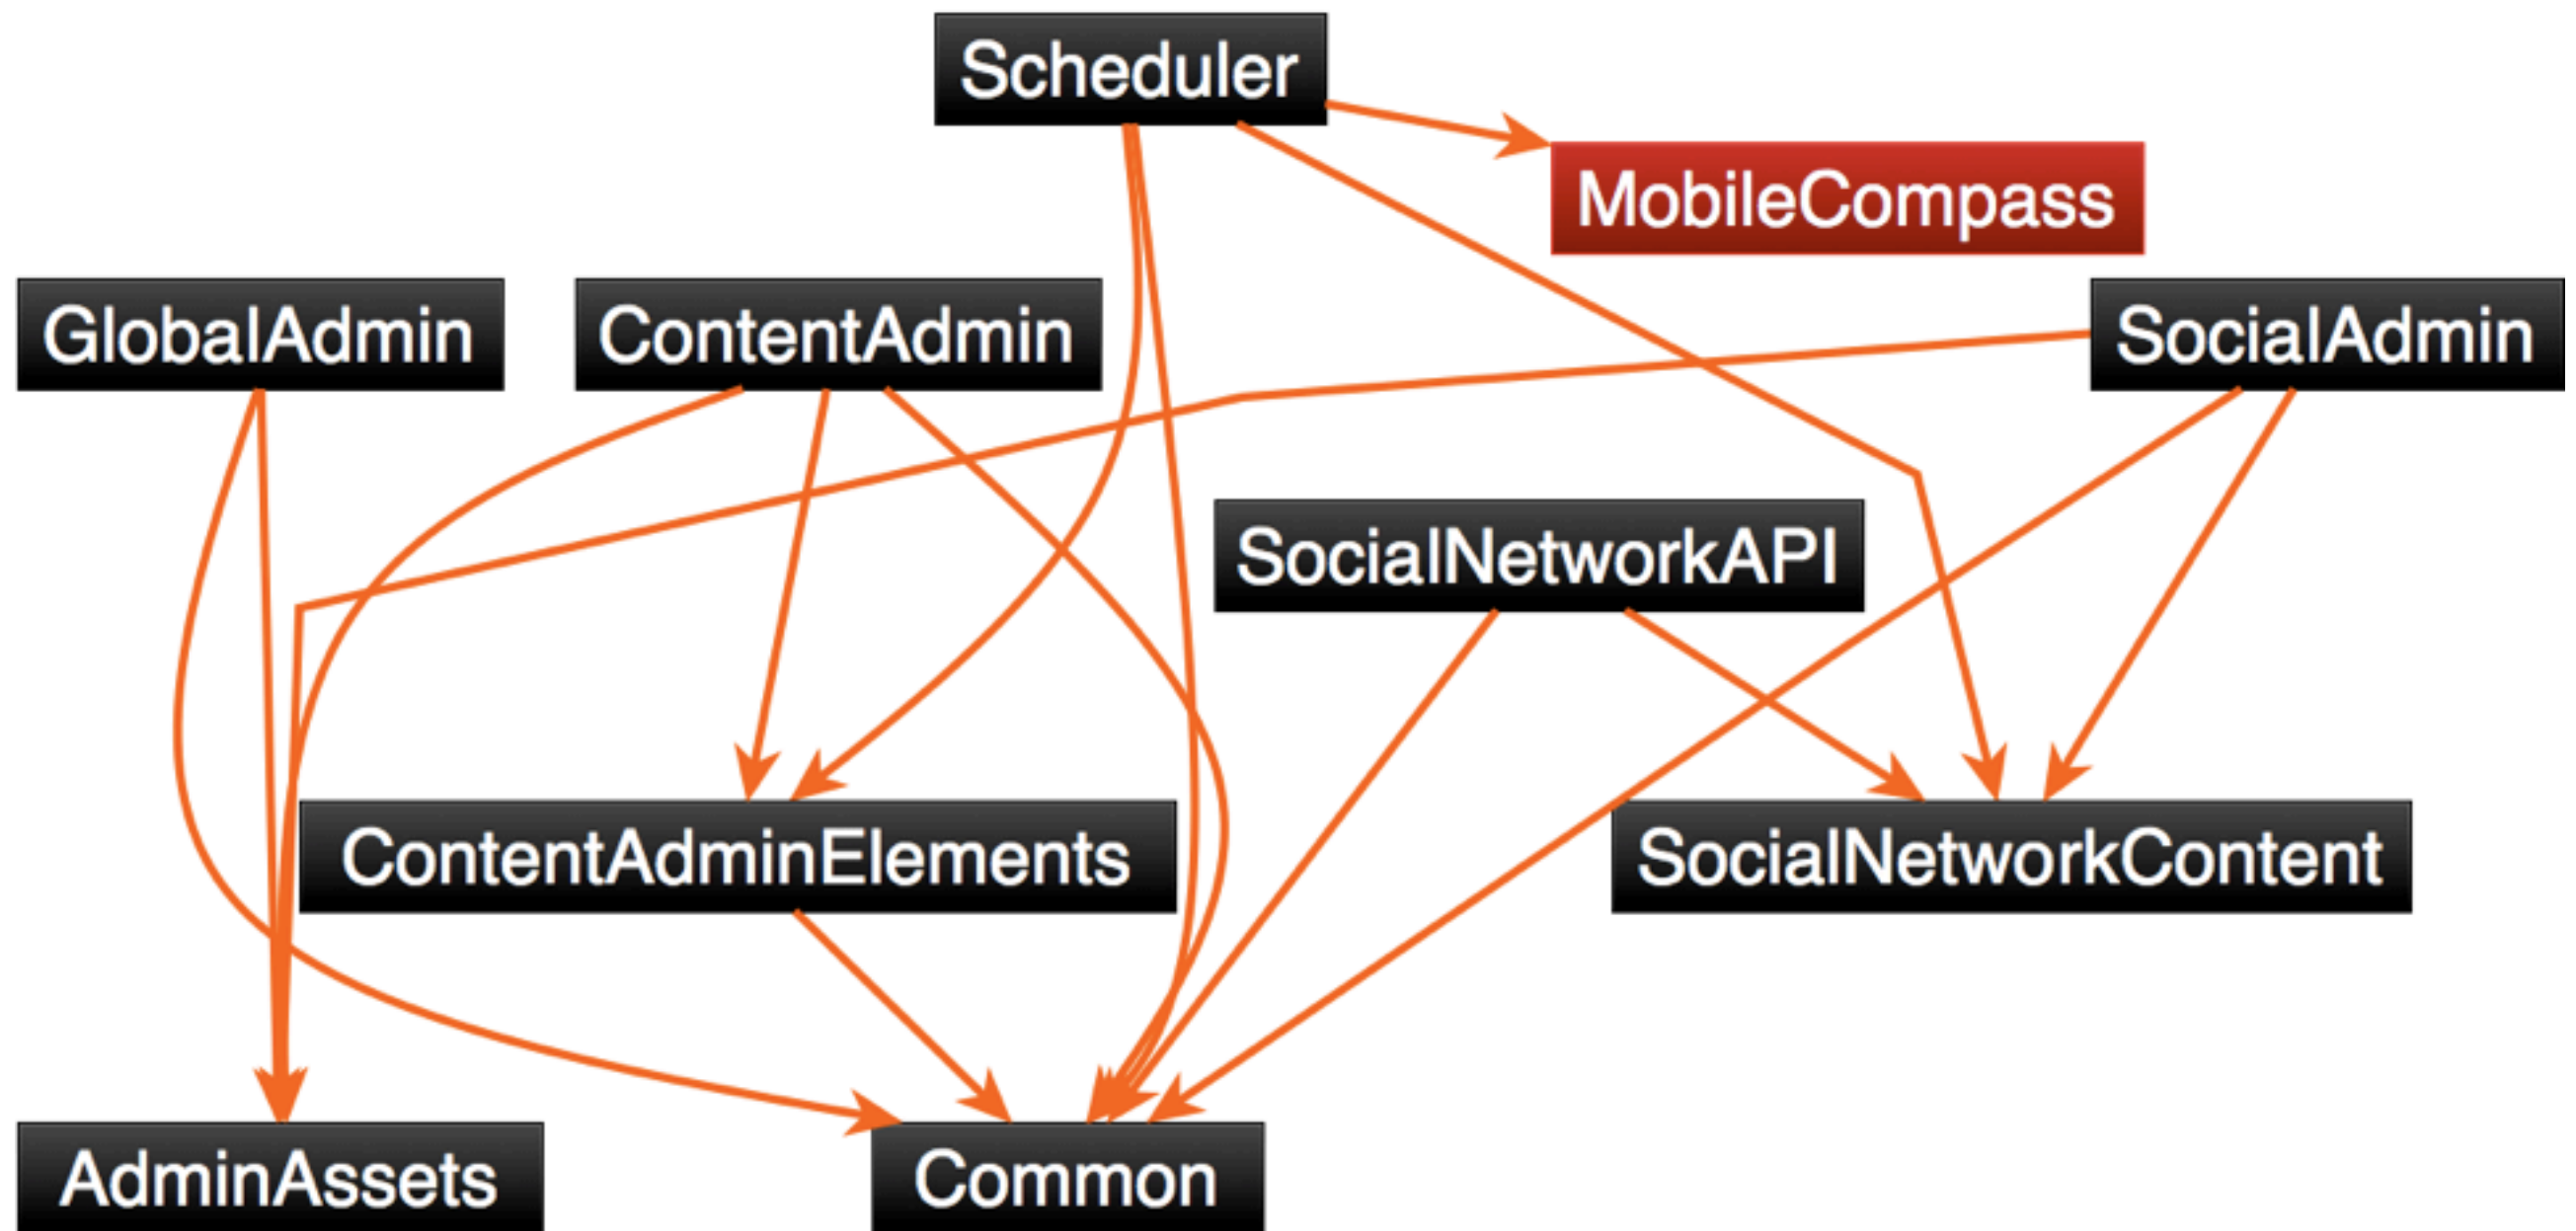 Scheduler
MobileCompass
GlobalAdmin
ContentAdmin
SocialAdmin
SocialNetworkAPI
ContentAdminElements
SocialNetworkContent
AdminAssets
Common